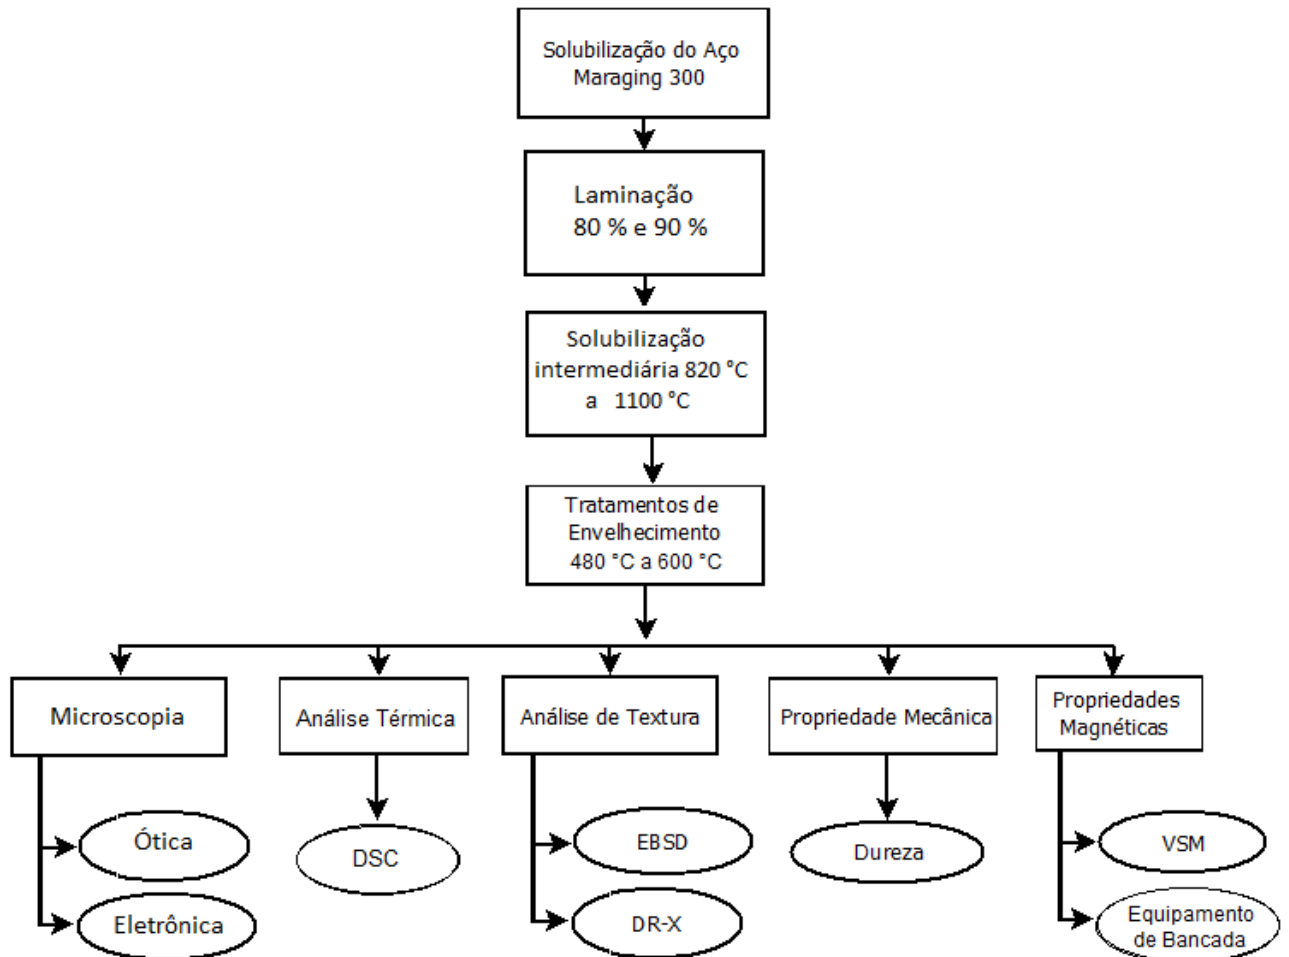 Solubilização do Aço
Maraging 300
Laminação
80 % e 90 %
Solubilização
intermediária 820 °C
a 1100 °C
Tratamentos de
Envelhecimento
480 °C a 600 °C
Microscopia
Análise Térmica
Análise de Textura
Propriedade Mecânica
Propriedades
Magnéticas
Ótica
Eletrônica
DSC
EBSD
DR-X
Dureza
VSM
Equipamento
de Bancada